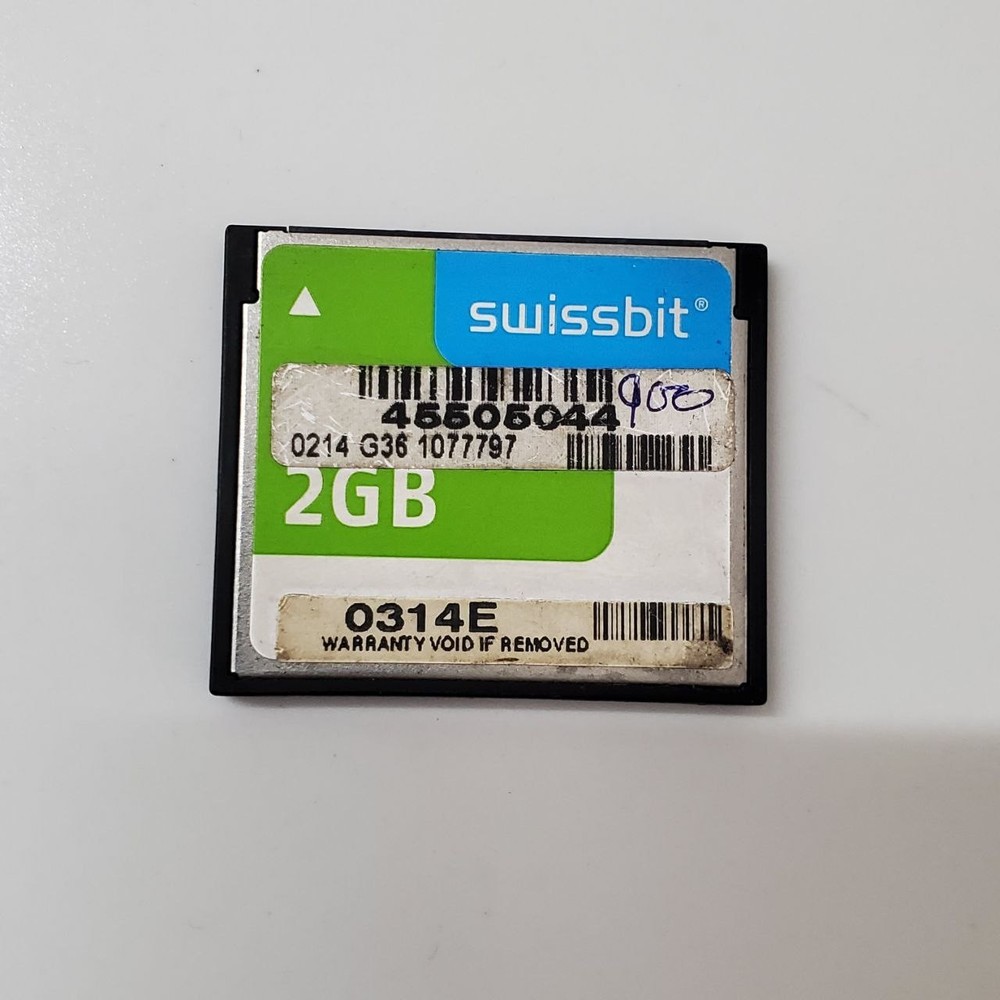 swissbit®
45505044 900
0214 G36 1077797
2GB
0314E
WARRANTY VOID IF REMOVED